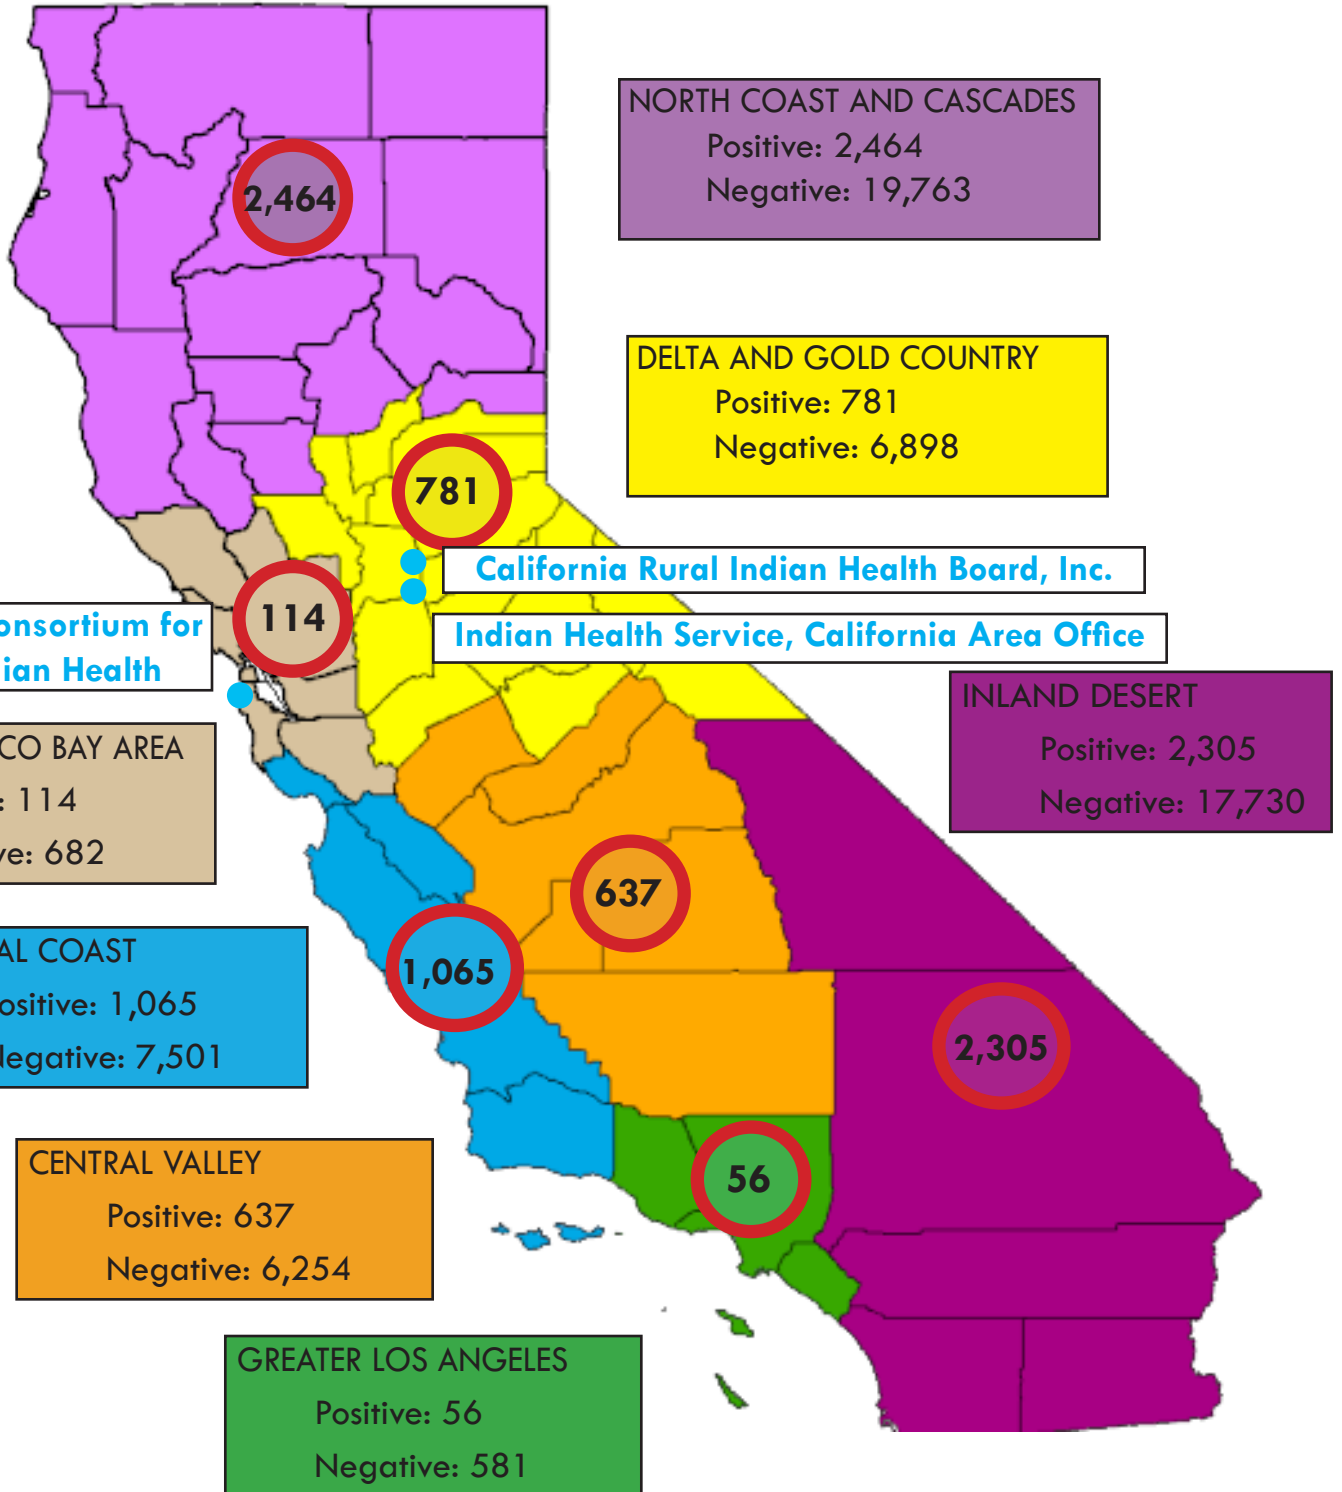 NORTH COAST AND CASCADES
Positive: 2,464
Negative: 19,763
2,464
DELTA AND GOLD COUNTRY
Positive: 781
Negative: 6,898
781
California Rural Indian Health Board, Inc.
onsortium for
ian Health
114
Indian Health Service, California Area Office
INLAND DESERT
Positive: 2,305
Negative: 17,730
CO BAY AREA
: 114
ve: 682
637
AL COAST
ositive: 1,065
Negative: 7,501
1,065
2,305
CENTRAL VALLEY
Positive: 637
Negative: 6,254
56
GREATER LOS ANGELES
Positive: 56
Negative: 581